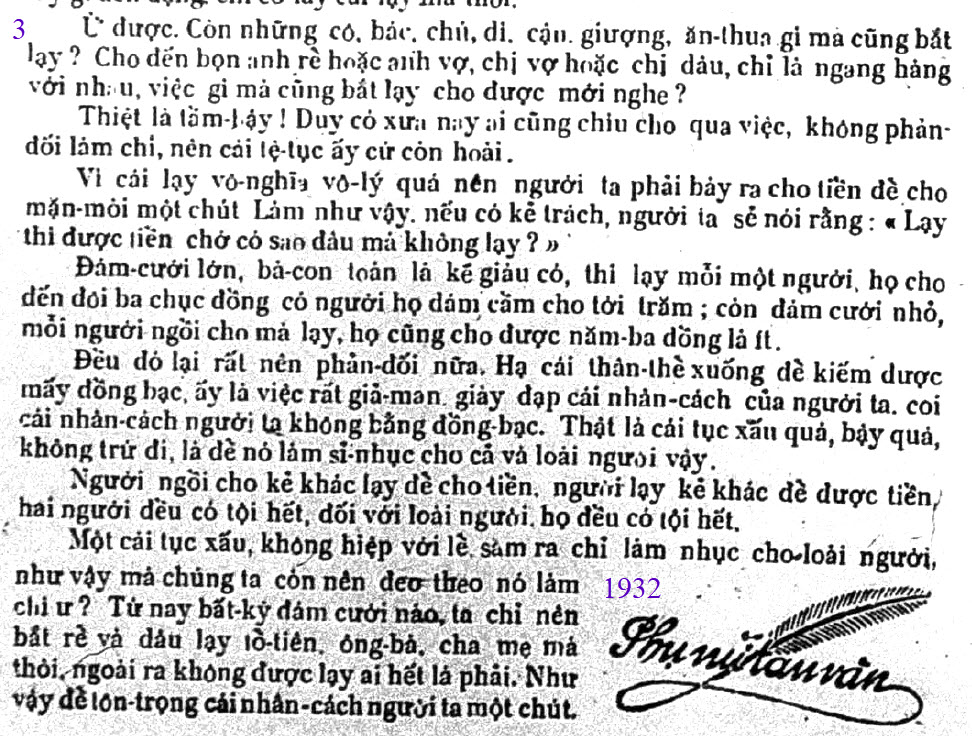 3
Ừ được. Còn những cô, bác, chú, dì, cậu, giượng, ăn-thua gì mà cũng bắt
lạy ? Cho đến bọn anh rể hoặc anh vợ, chị vợ hoặc chị dâu, chỉ là ngang hàng
với nhau, việc gì mà cũng bắt lạy cho được mới nghe ?
Thiệt là tầm-bậy ! Duy có xưa nay ai cũng chịu cho qua việc, không phản-
đối làm chi, nên cái tệ-tục ấy cứ còn hoài.
Vì cái lạy vô-nghĩa vô-lý quá nên người ta phải bày ra cho tiền để cho
mặn-mòi một chút Làm như vậy, nếu có kẻ trách, người ta sẽ nói rằng : « Lạy
thì được tiền chớ có sao đâu mà không lạy ? »
Đám-cưới lớn, bà-con toàn là kẻ giàu có, thì lạy mỗi một người, họ cho
đến đôi ba chục đồng có người họ dám cầm cho tới trăm ; còn đám cưới nhỏ,
mỗi người ngồi cho mà lạy, họ cũng cho được năm-ba đồng là ít.
Đều đó lại rất nên phản-đối nữa. Hạ cái thân-thể xuống để kiếm được
mấy đồng bạc, ấy là việc rất giả-man, giày đạp cái nhân-cách của người ta, coi
cái nhân-cách người ta không bằng đồng-bạc. Thật là cái tục xấu quá, bậy quá,
không trừ đi, là để nó làm sỉ-nhục cho cả và loài người vậy.
Người ngồi cho kẻ khác lạy để cho tiền, người lạy kẻ khác để được tiền,
hai người đều có tội hết, đối với loài người, họ đều có tội hết.
Một cái tục xấu, không hiệp với lẽ, sàm ra chỉ làm nhục cho loài người,
như vậy mà chúng ta còn nên đeo theo nó làm
chi ư ? Từ nay bất-kỳ đám cưới nào, ta chỉ nên
bắt rể và dâu lạy tổ-tiên, ông-bà, cha mẹ mà
thôi, ngoài ra không được lạy ai hết là phải. Như
vậy để tôn-trọng cái nhân-cách người ta một chút.
1932
Phụ nữ tân văn